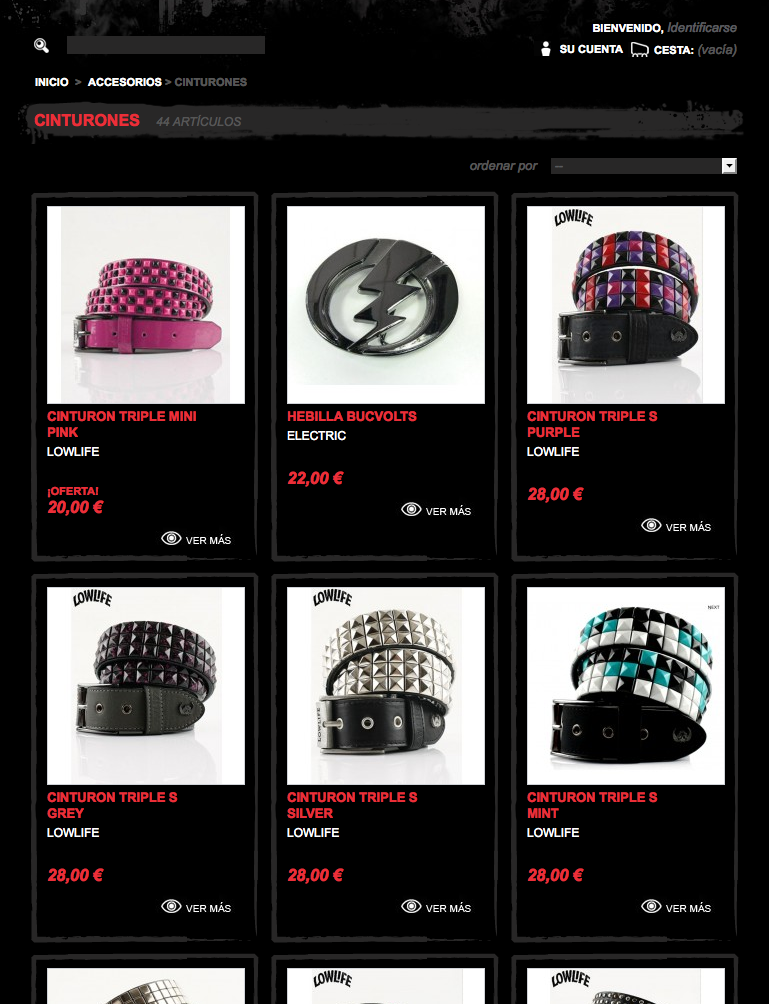 BIENVENIDO, Identificarse
SU CUENTA CESTA: (vacía)
INICIO > ACCESORIOS > CINTURONES
CINTURONES 44 ARTÍCULOS
ordenar por --
LOWLIFE
CINTURON TRIPLE MINI
PINK
LOWLIFE
¡OFERTA!
20,00 €
VER MÁS
HEBILLA BUCVOLTS
ELECTRIC
22,00 €
VER MÁS
CINTURON TRIPLE S
PURPLE
LOWLIFE
28,00 €
VER MÁS
LOWLIFE
CINTURON TRIPLE S
GREY
LOWLIFE
28,00 €
VER MÁS
LOWLIFE
LOWLIFE
CINTURON TRIPLE S
SILVER
LOWLIFE
28,00 €
VER MÁS
NEXT
CINTURON TRIPLE S
MINT
LOWLIFE
28,00 €
VER MÁS
LOWLIFE
LOWLIFE